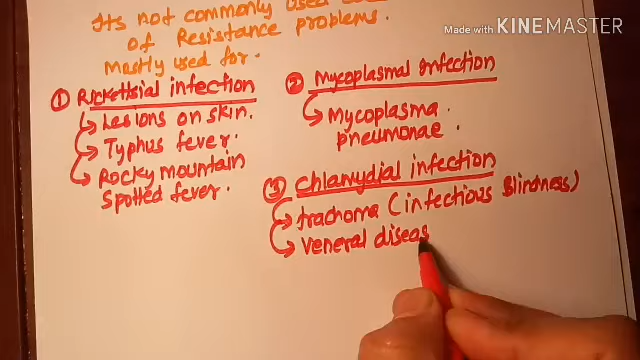 Its not commonly used
of Resistance problems.
Mostly used for.
① Rickettsial infection
Lesions on skin.
Typhus fever.
Rocky mountain
Spotted fever.
② Mycoplasmal infection
Mycoplasma
pneumonae.
③ Chlamydial infection
trachoma (infectious Blindness)
Veneral diseas
Made with KINEMASTER